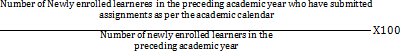 Number of Newly enrolled learneres in the preceding academic year who have submitted
assignments as per the academic calendar
X100
Number of newly enrolled learners in the
preceding academic year